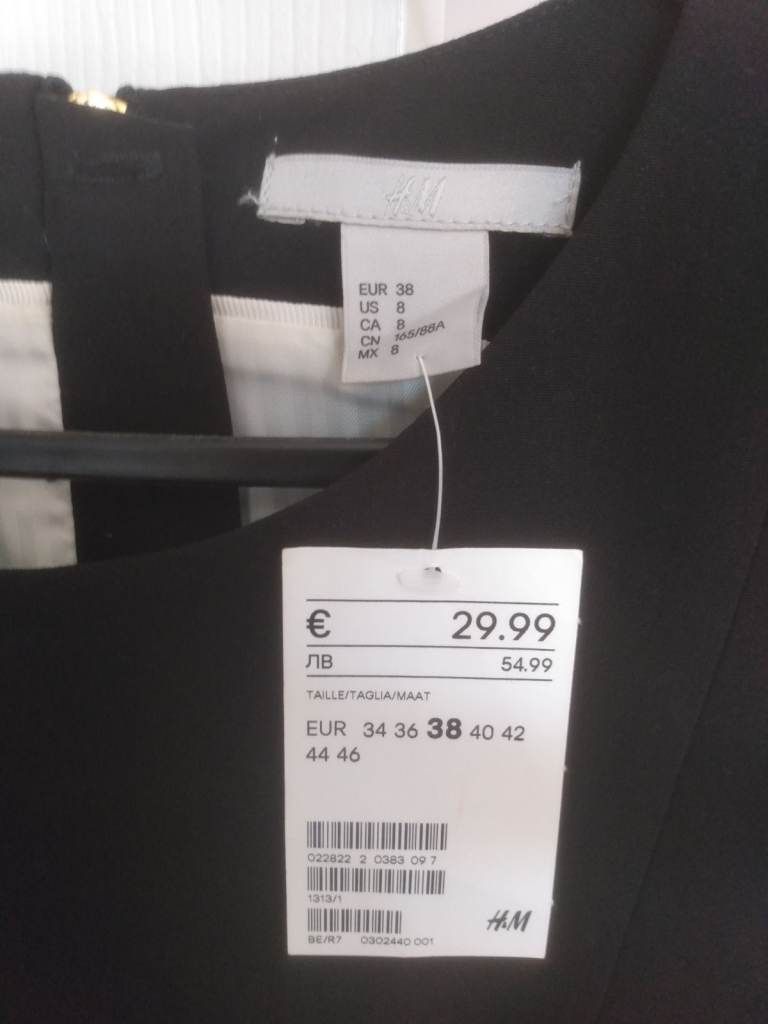 H&M
EUR 38
US 8
CA 8
CN 165/88A
MX 8
€ 29.99
ЛВ 54.99
TAILLE/TAGLIA/MAAT
EUR 34 36 38 40 42
44 46
022822 2 0383 09 7
1313/1
H&M
BE/R7 0302440 001